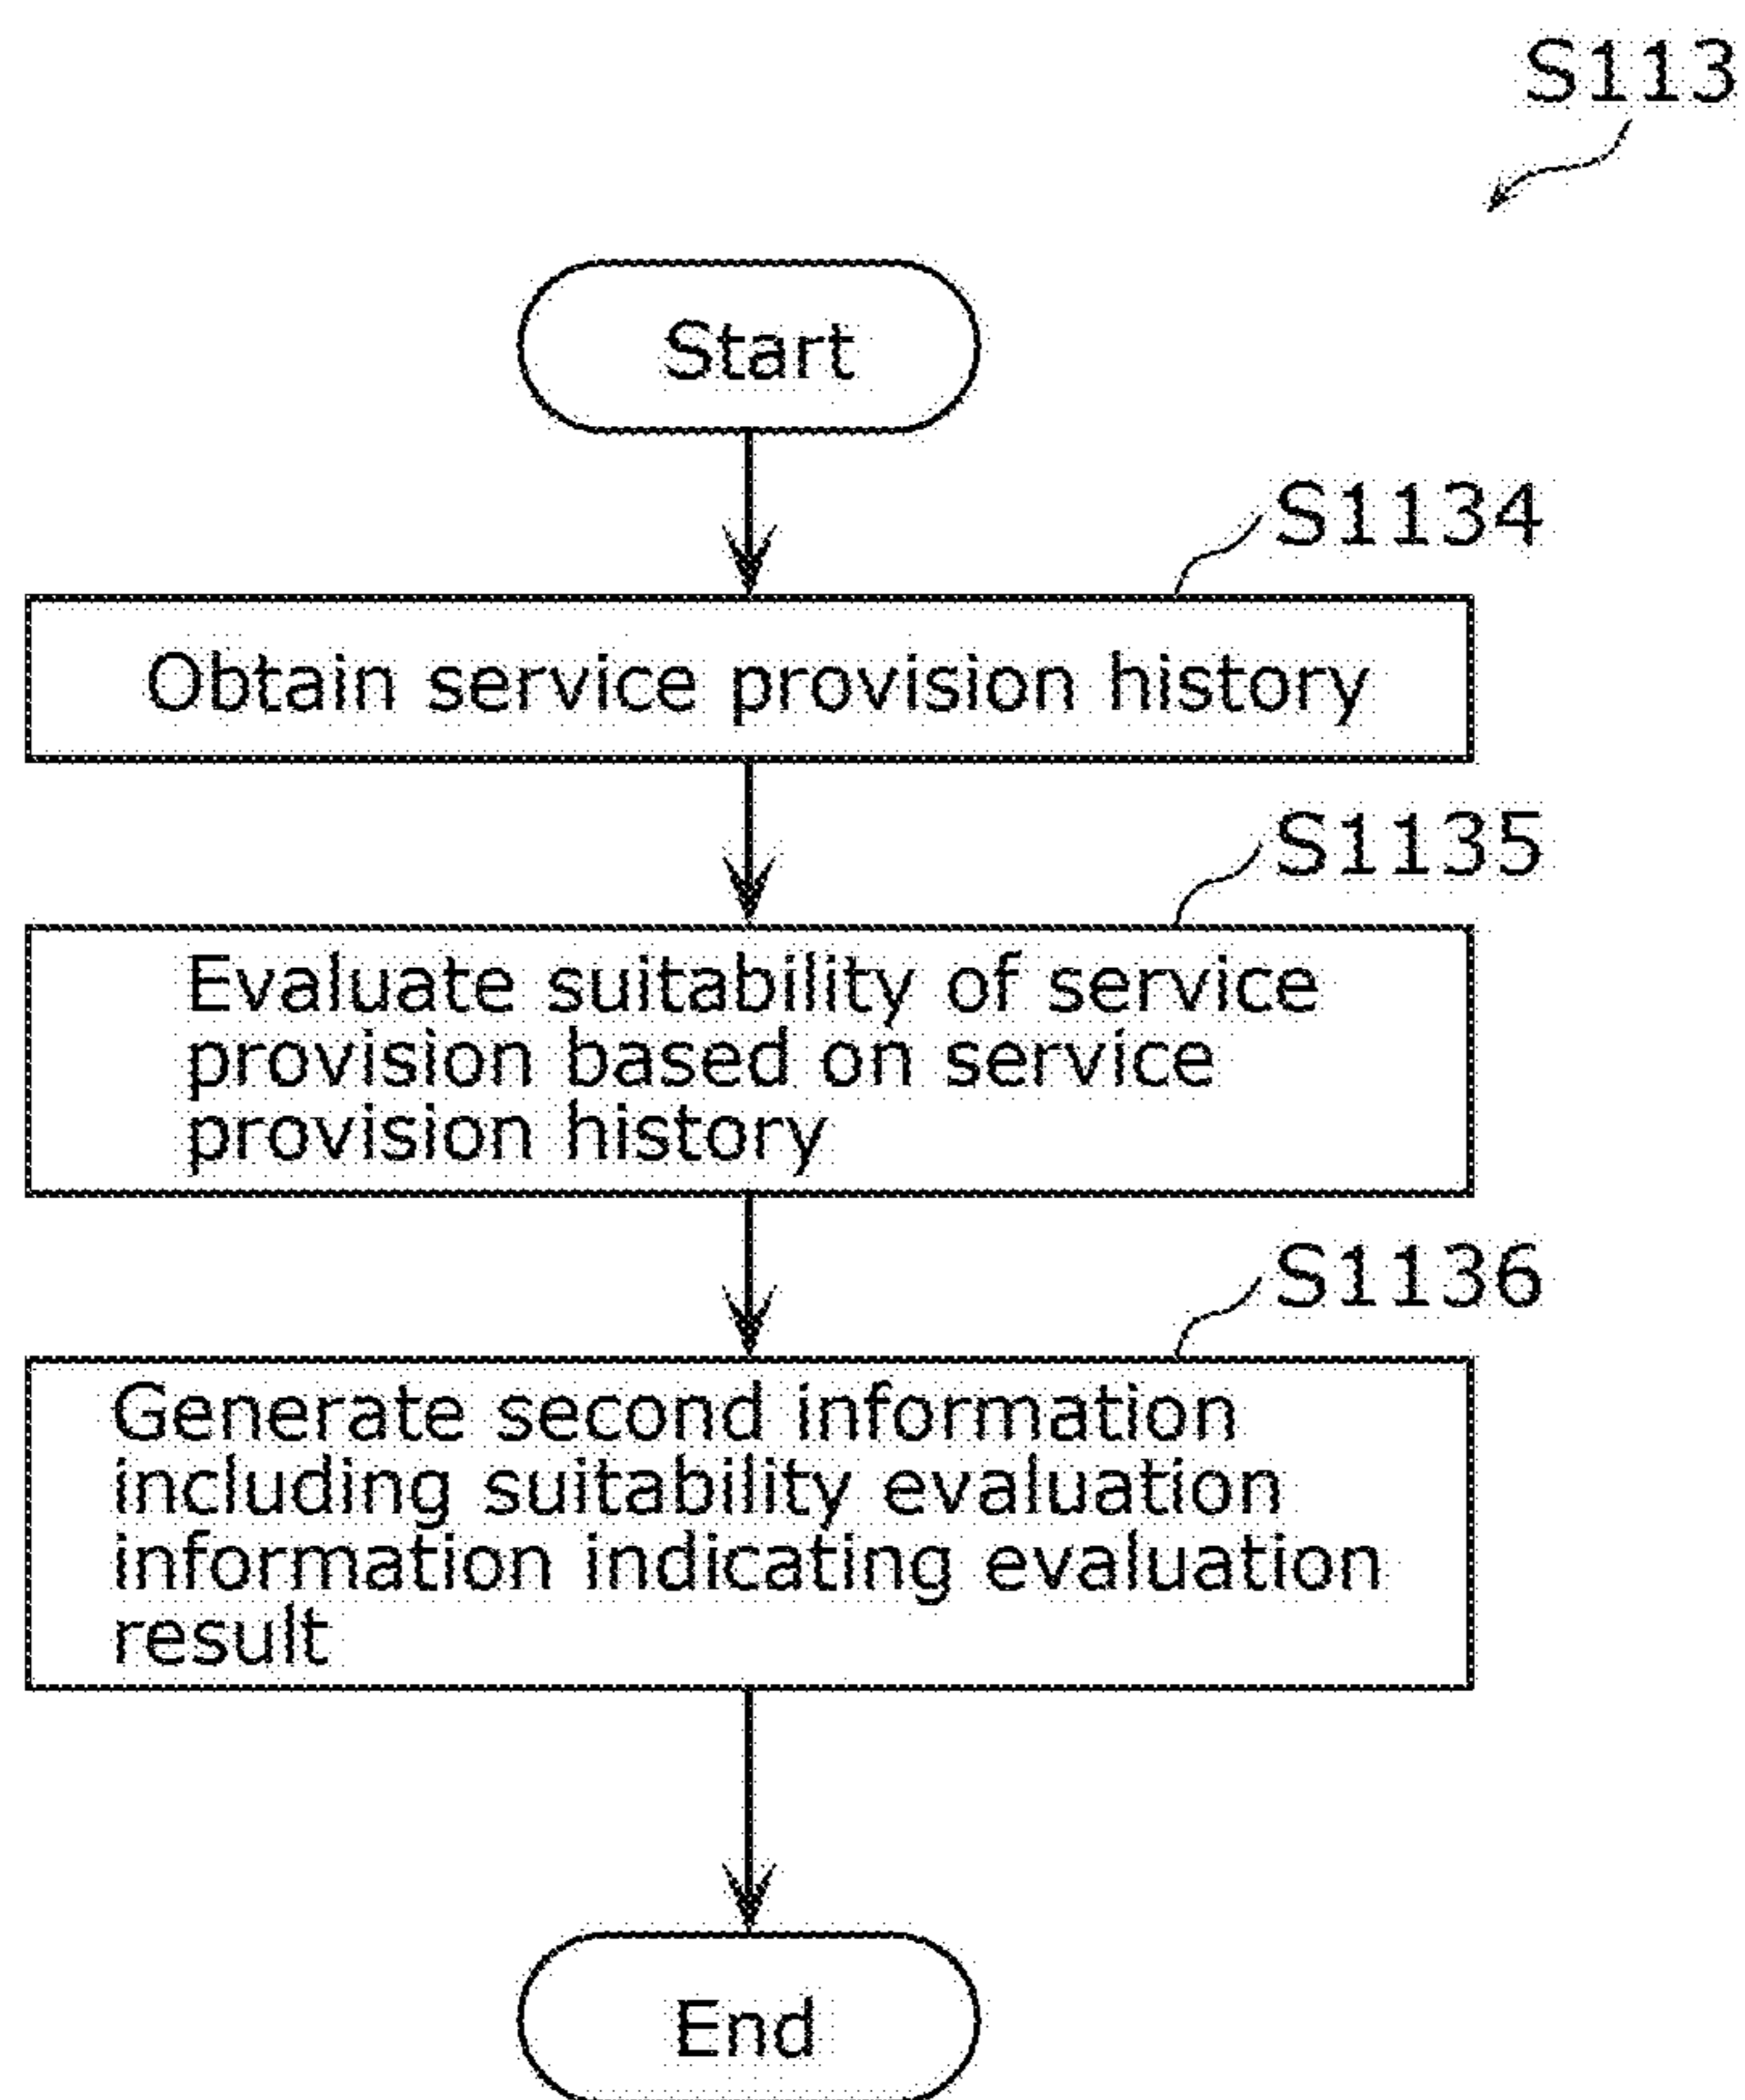 S113
Start
S1134
Obtain service provision history
S1135
Evaluate suitability of service
provision based on service
provision history
S1136
Generate second information
including suitability evaluation
information indicating evaluation
result
End